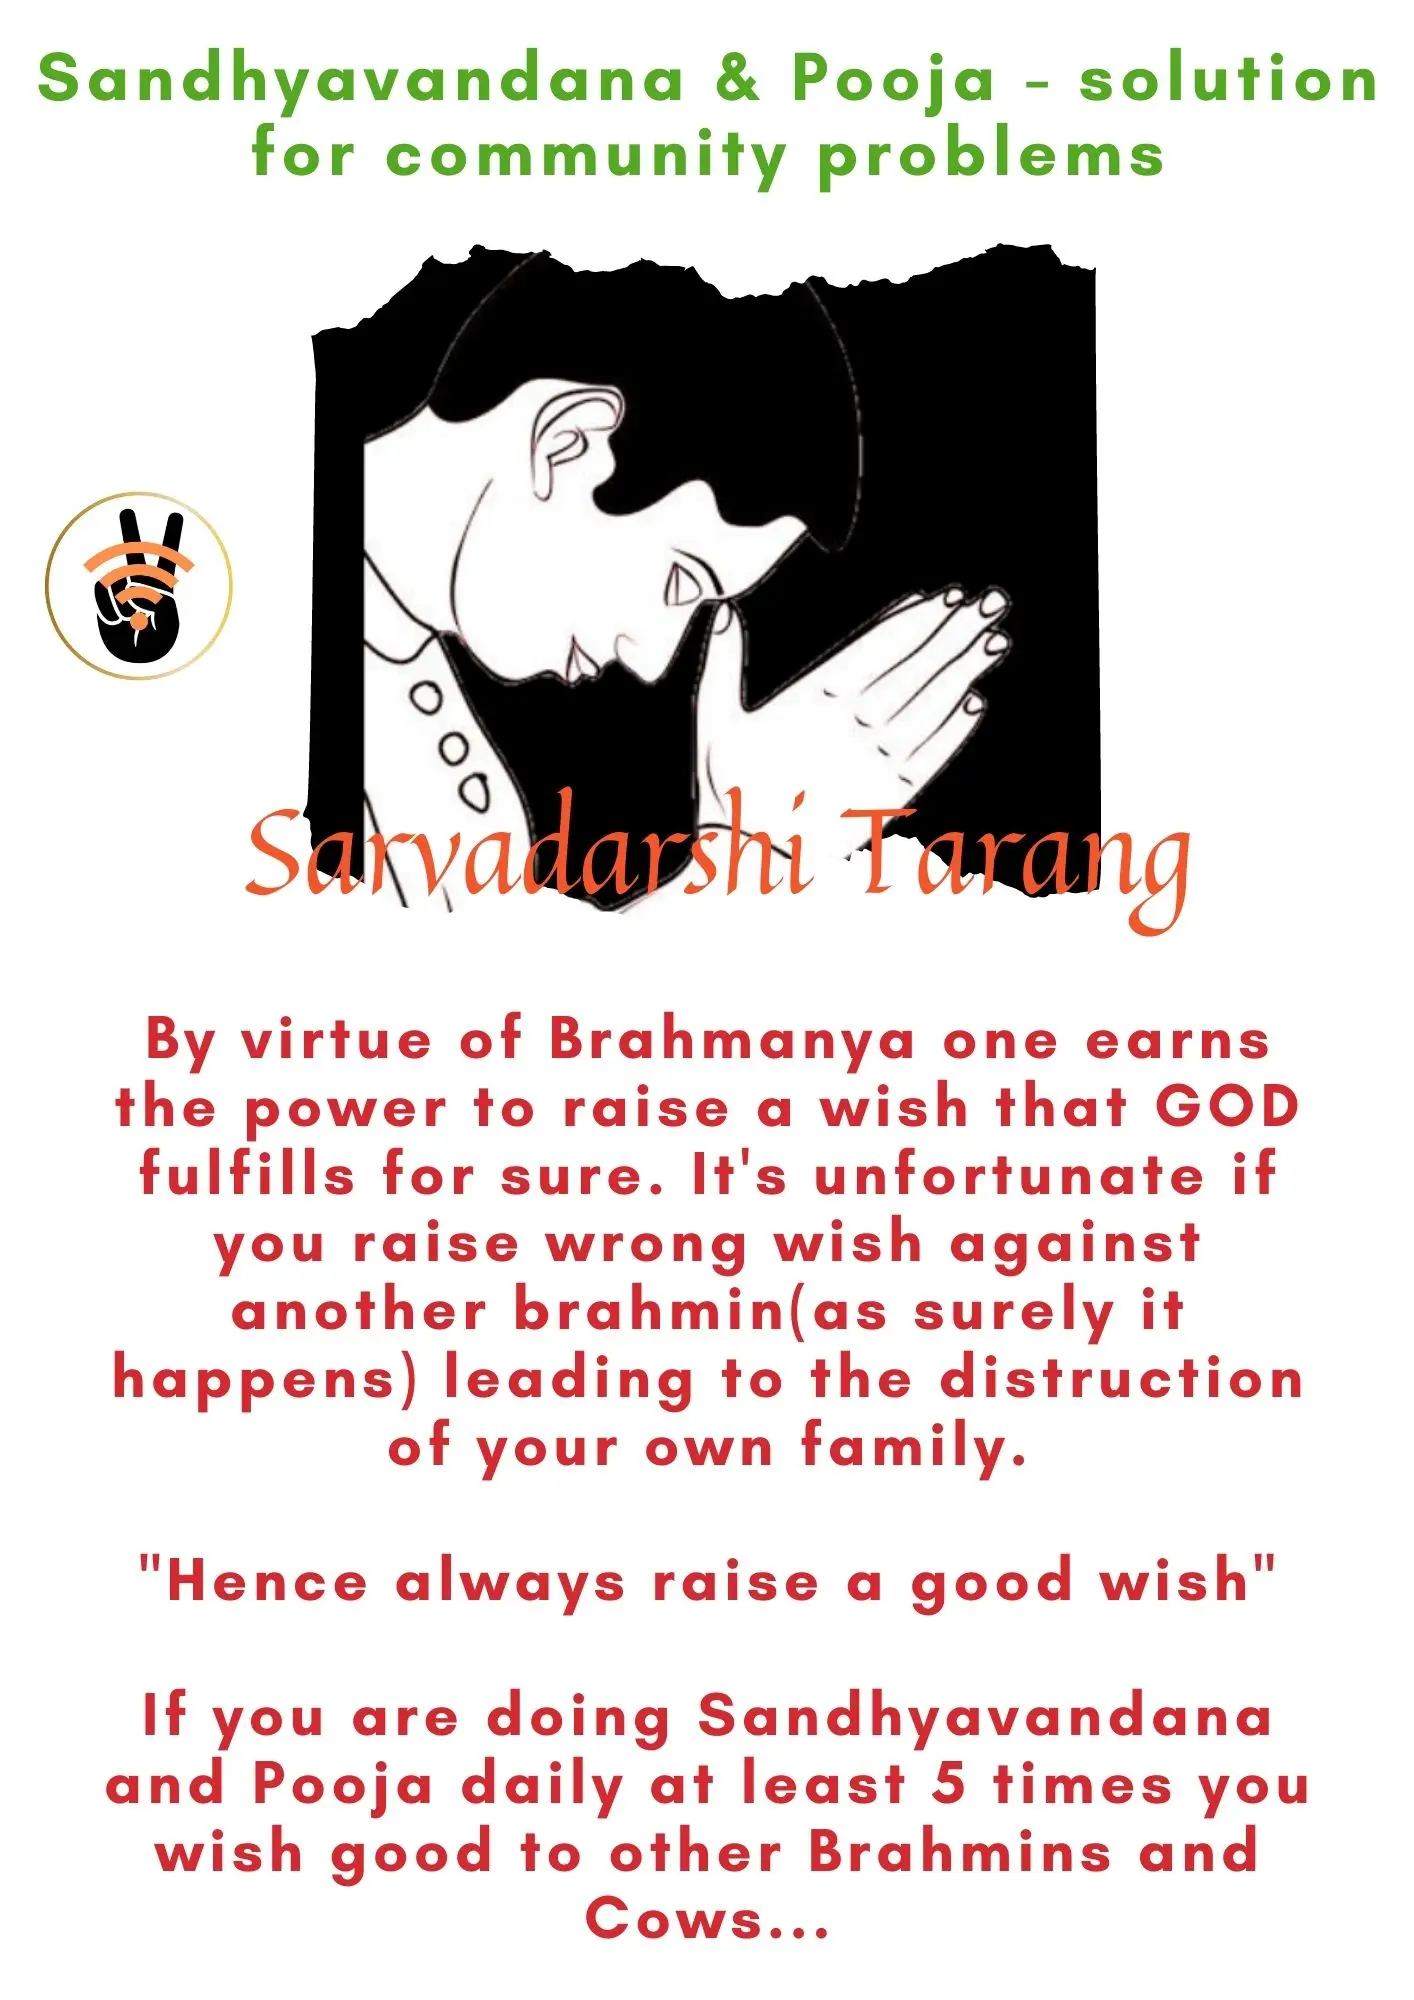 Sandhyavandana & Pooja - solution
for community problems
Sarvadarshi Tarang
By virtue of Brahmanya one earns
the power to raise a wish that GOD
fulfills for sure. It's unfortunate if
you raise wrong wish against
another brahmin(as surely it
happens) leading to the distruction
of your own family.
"Hence always raise a good wish"
If you are doing Sandhyavandana
and Pooja daily at least 5 times you
wish good to other Brahmins and
Cows...